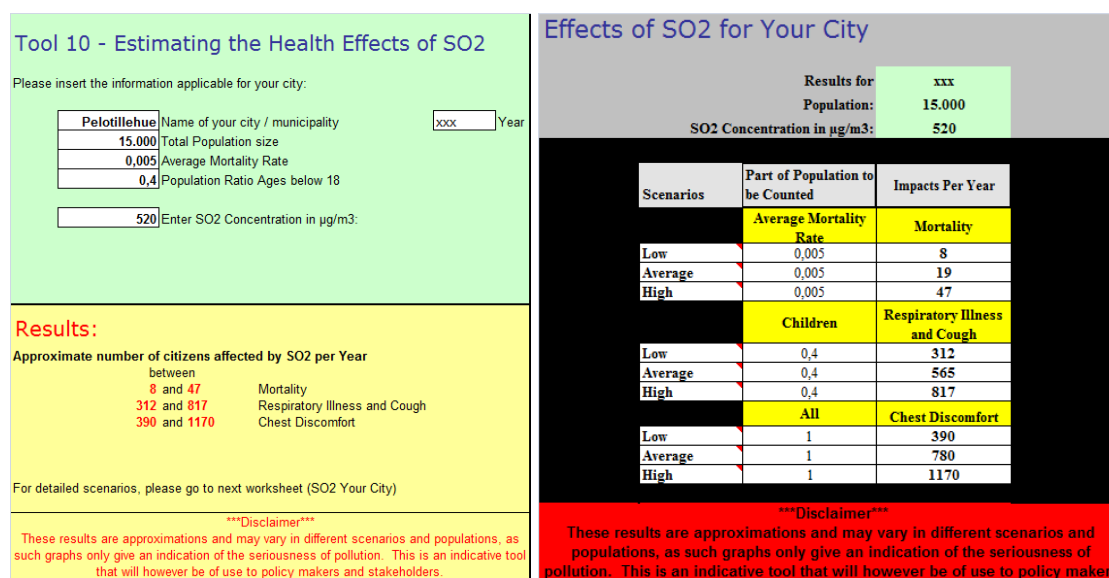 Tool 10 - Estimating the Health Effects of SO2
Please insert the information applicable for your city:
Pelotillehue Name of your city / municipality xxx Year
15.000 Total Population size
0,005 Average Mortality Rate
0,4 Population Ratio Ages below 18
520 Enter SO2 Concentration in µg/m3:
Results:
Approximate number of citizens affected by SO2 per Year
between
8 and 47 Mortality
312 and 817 Respiratory Illness and Cough
390 and 1170 Chest Discomfort
For detailed scenarios, please go to next worksheet (SO2 Your City)
***Disclaimer***
These results are approximations and may vary in different scenarios and populations, as
such graphs only give an indication of the seriousness of pollution. This is an indicative tool
that will however be of use to policy makers and stakeholders.
Effects of SO2 for Your City
Results for xxx
Population: 15.000
SO2 Concentration in µg/m3: 520
Scenarios Part of Population to be Counted Impacts Per Year
Average Mortality Rate Mortality
Low 0,005 8
Average 0,005 19
High 0,005 47
Children Respiratory Illness and Cough
Low 0,4 312
Average 0,4 565
High 0,4 817
All Chest Discomfort
Low 1 390
Average 1 780
High 1 1170
***Disclaimer***
These results are approximations and may vary in different scenarios and
populations, as such graphs only give an indication of the seriousness of
pollution. This is an indicative tool that will however be of use to policy maker